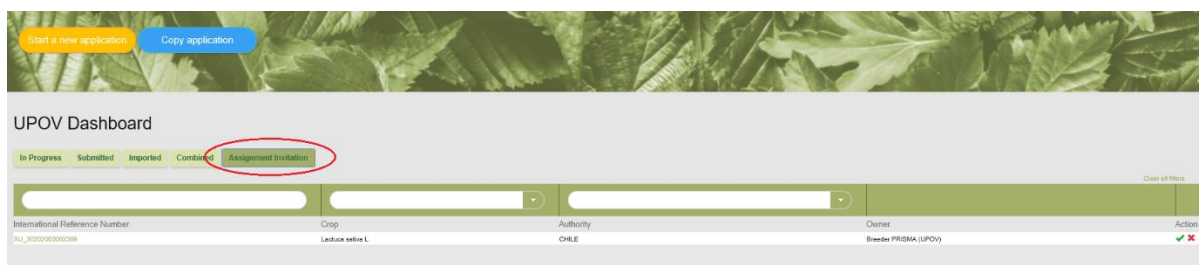 Start a new application Copy application
UPOV Dashboard
In Progress Submitted Imported Combined Assignment Invitation
Clear all filters
International Reference Number Crop Authority Owner Action
XU_30202000002359 Lactuca sativa L. CHILE Breeder PRISMA (UPOV)